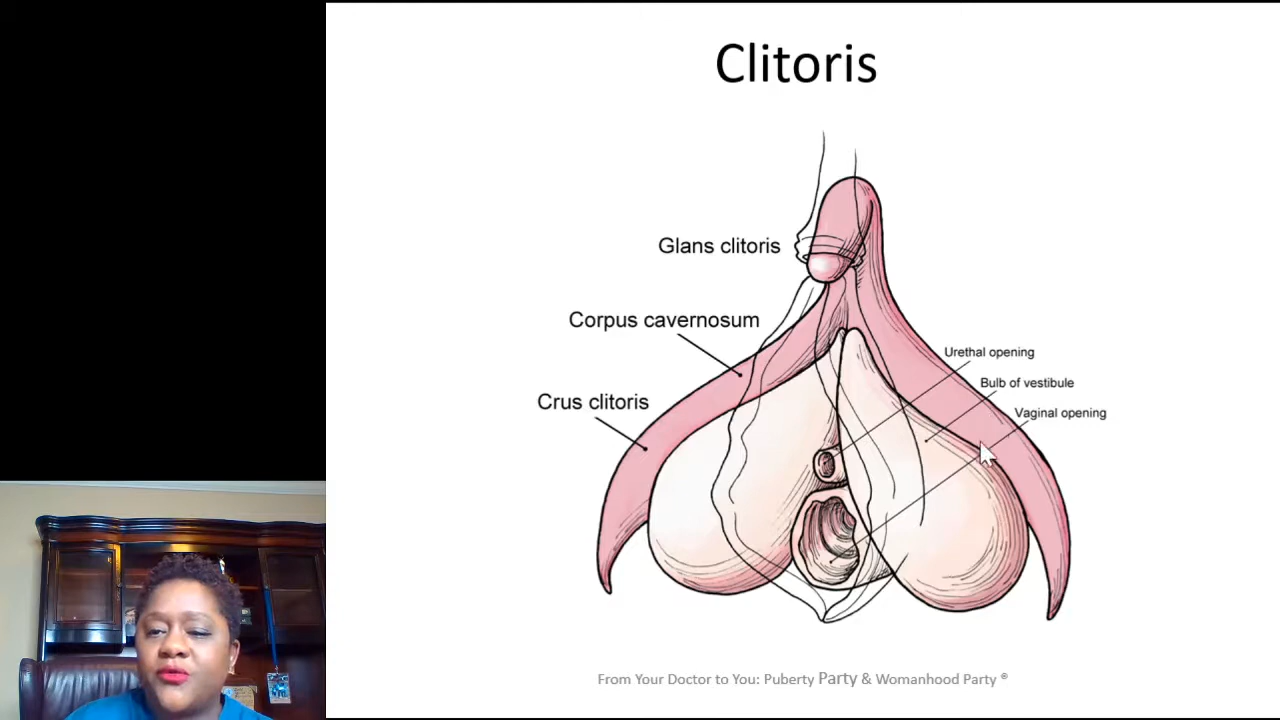 Clitoris
Glans clitoris
Corpus cavernosum
Urethal opening
Bulb of vestibule
Crus clitoris
Vaginal opening
From Your Doctor to You: Puberty Party & Womanhood Party ®